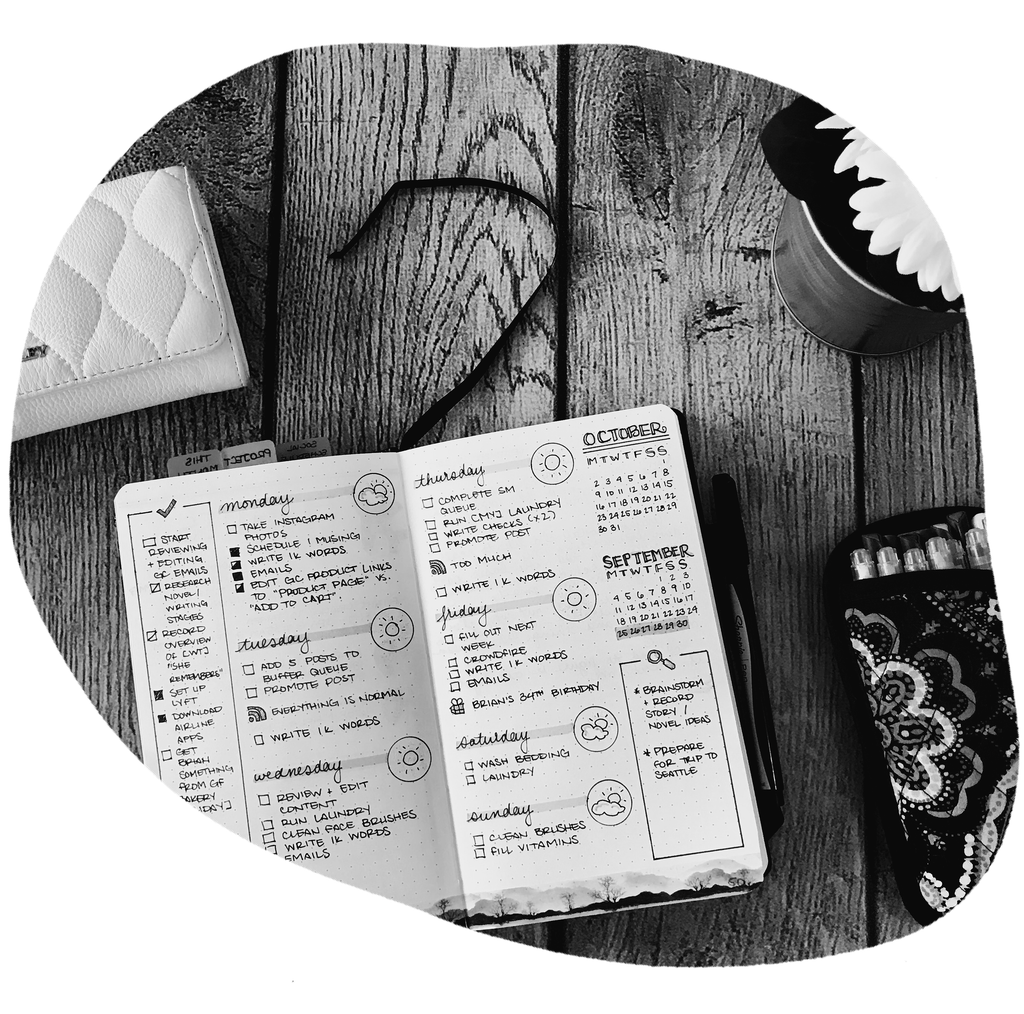 THIS
PROJECT
SOCIAL
START
REVIEWING
+ EDITING
GC EMAILS
RESEARCH
NOVEL/
WRITING
STAGES
RECORD
OVERVIEW
OF LWT]
"SHE
REMEMBERS"
SET UP
LYFT
DOWNLOAD
AIRLINE
APPS
GET
BRIAN
SOMETHING
FROM GF
BAKERY
monday
TAKE INSTAGRAM
PHOTOS
SCHEDULE 1 MUSING
WRITE 1K WORDS
EMAILS
EDIT GC PRODUCT LINKS
TO "PRODUCT PAGE" VS.
"ADD TO CART".
tuesday
ADD 5 POSTS TO
BUFFER QUEUE
PROMOTE POST
EVERYTHING IS NORMAL
WRITE 1K WORDS
wednesday
REVIEW + EDIT
CONTENT
RUN LAUNDRY
CLEAN FACE BRUSHES
WRITE 1K WORDS
EMAILS
thursday
COMPLETE SM
QUEUE
RUN [MY] LAUNDRY
WRITE CHECKS (x2)
PROMOTE POST
TOO MUCH
WRITE 1K WORDS
friday
FILL OUT NEXT
WEEK
CROWDFIRE
WRITE 1K WORDS
EMAILS
BRIAN'S 34TH BIRTHDAY
saturday
WASH BEDDING
LAUNDRY
sunday
CLEAN BRUSHES
FILL VITAMINS
OCTOBER
M T W T F S S
1
2 3 4 5 6 7 8
9 10 11 12 13 14 15
16 17 18 19 20 21 22
23 24 25 26 27 28 29
30 31
SEPTEMBER
M T W T F S S
1 2 3
4 5 6 7 8 9 10
11 12 13 14 15 16 17
18 19 20 21 22 23 24
25 26 27 28 29 30
* BRAINSTORM
+ RECORD
STORY /
NOVEL IDEAS
* PREPARE
FOR TRIP TO
SEATTLE